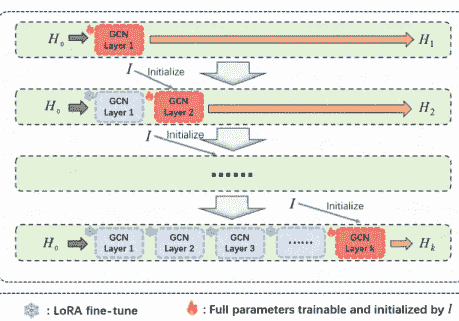 H₀ GCN Layer 1 H₁
I Initialize
H₀ GCN Layer 1 GCN Layer 2 H₂
I Initialize
......
I Initialize
H₀ GCN Layer 1 GCN Layer 2 GCN Layer 3 ...... GCN Layer k Hₖ
: LoRA fine-tune : Full parameters trainable and initialized by I